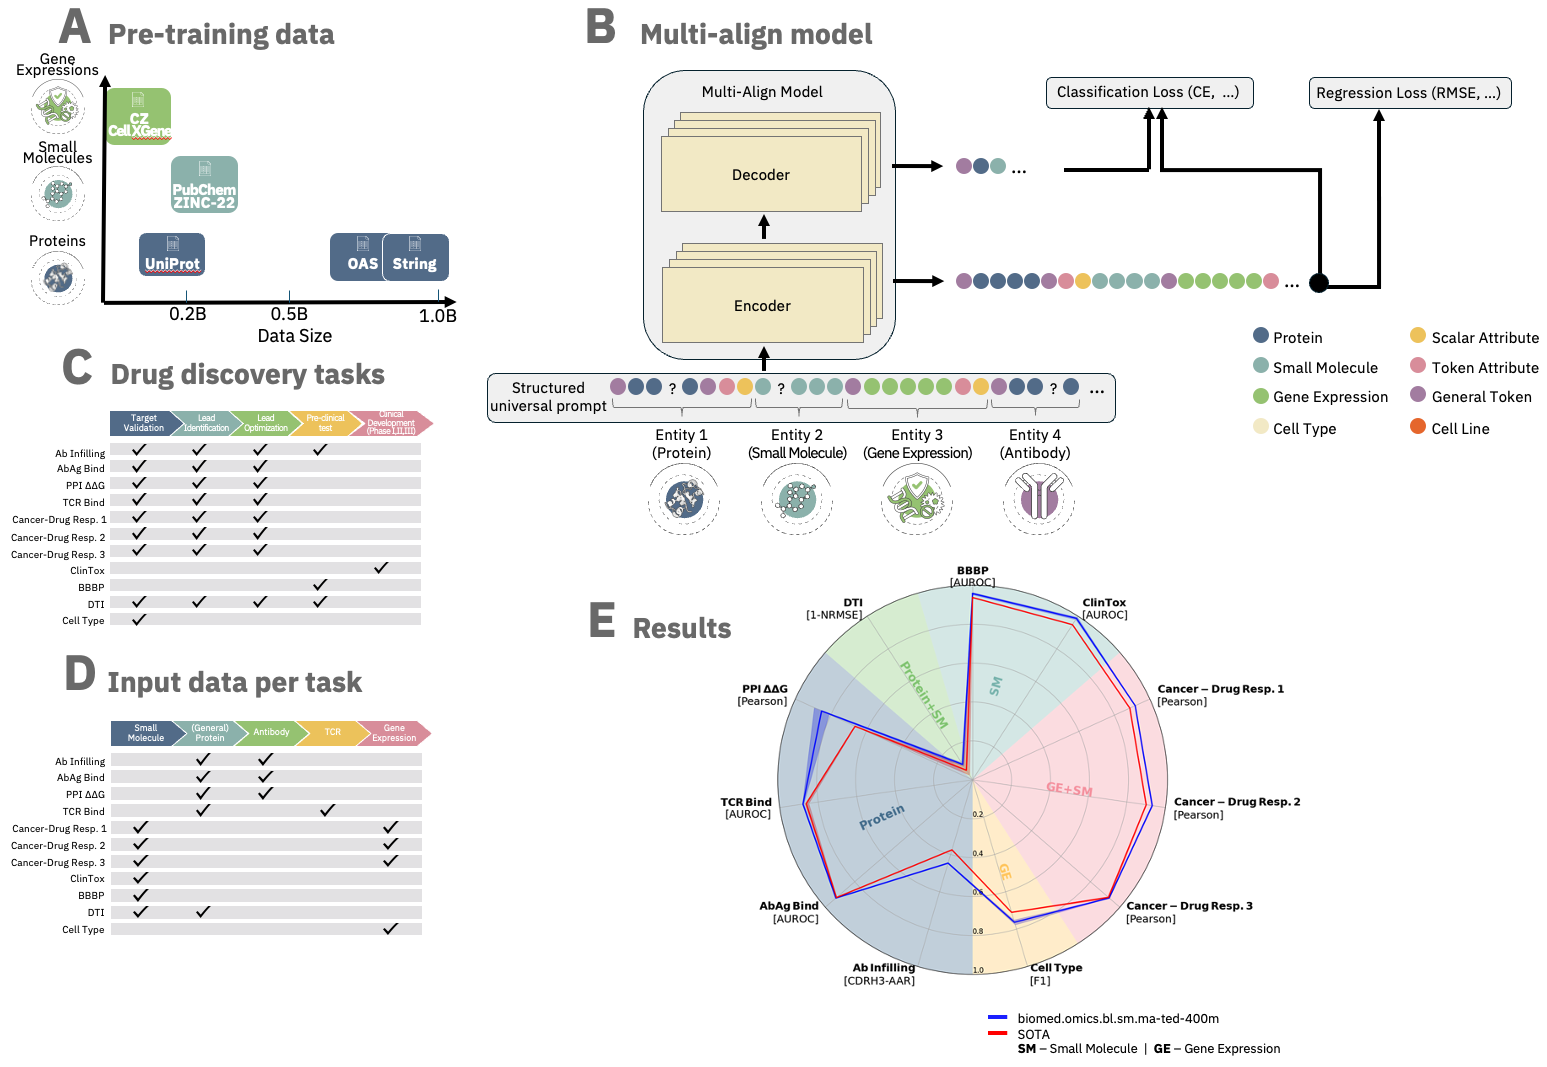 A Pre-training data
Gene
Expressions
CZ
Cell XGene
Small
Molecules
PubChem
ZINC-22
Proteins
UniProt
OAS
String
0.2B
0.5B
1.0B
Data Size
B Multi-align model
Multi-Align Model
Decoder
Encoder
Classification Loss (CE, ...)
Regression Loss (RMSE, ...)
...
...
Structured
universal prompt
? ? ? ...
Entity 1
(Protein)
Entity 2
(Small Molecule)
Entity 3
(Gene Expression)
Entity 4
(Antibody)
Protein
Small Molecule
Gene Expression
Cell Type
Scalar Attribute
Token Attribute
General Token
Cell Line
C Drug discovery tasks
Target
Validation
Lead
Identification
Lead
Optimization
Pre-clinical
test
Clinical
Development
(Phase I,II,III)
Ab Infilling
AbAg Bind
PPI ΔΔG
TCR Bind
Cancer-Drug Resp. 1
Cancer-Drug Resp. 2
Cancer-Drug Resp. 3
ClinTox
BBBP
DTI
Cell Type
D Input data per task
Small
Molecule
(General)
Protein
Antibody
TCR
Gene
Expression
Ab Infilling
AbAg Bind
PPI ΔΔG
TCR Bind
Cancer-Drug Resp. 1
Cancer-Drug Resp. 2
Cancer-Drug Resp. 3
ClinTox
BBBP
DTI
Cell Type
E Results
BBBP
[AUROC]
ClinTox
[AUROC]
Cancer – Drug Resp. 1
[Pearson]
Cancer – Drug Resp. 2
[Pearson]
Cancer – Drug Resp. 3
[Pearson]
Cell Type
[F1]
Ab Infilling
[CDRH3-AAR]
AbAg Bind
[AUROC]
TCR Bind
[AUROC]
PPI ΔΔG
[Pearson]
DTI
[1-NRMSE]
Protein+SM
SM
GE+SM
GE
Protein
0.2
0.4
0.6
0.8
1.0
biomed.omics.bl.sm.ma-ted-400m
SOTA
SM – Small Molecule | GE – Gene Expression